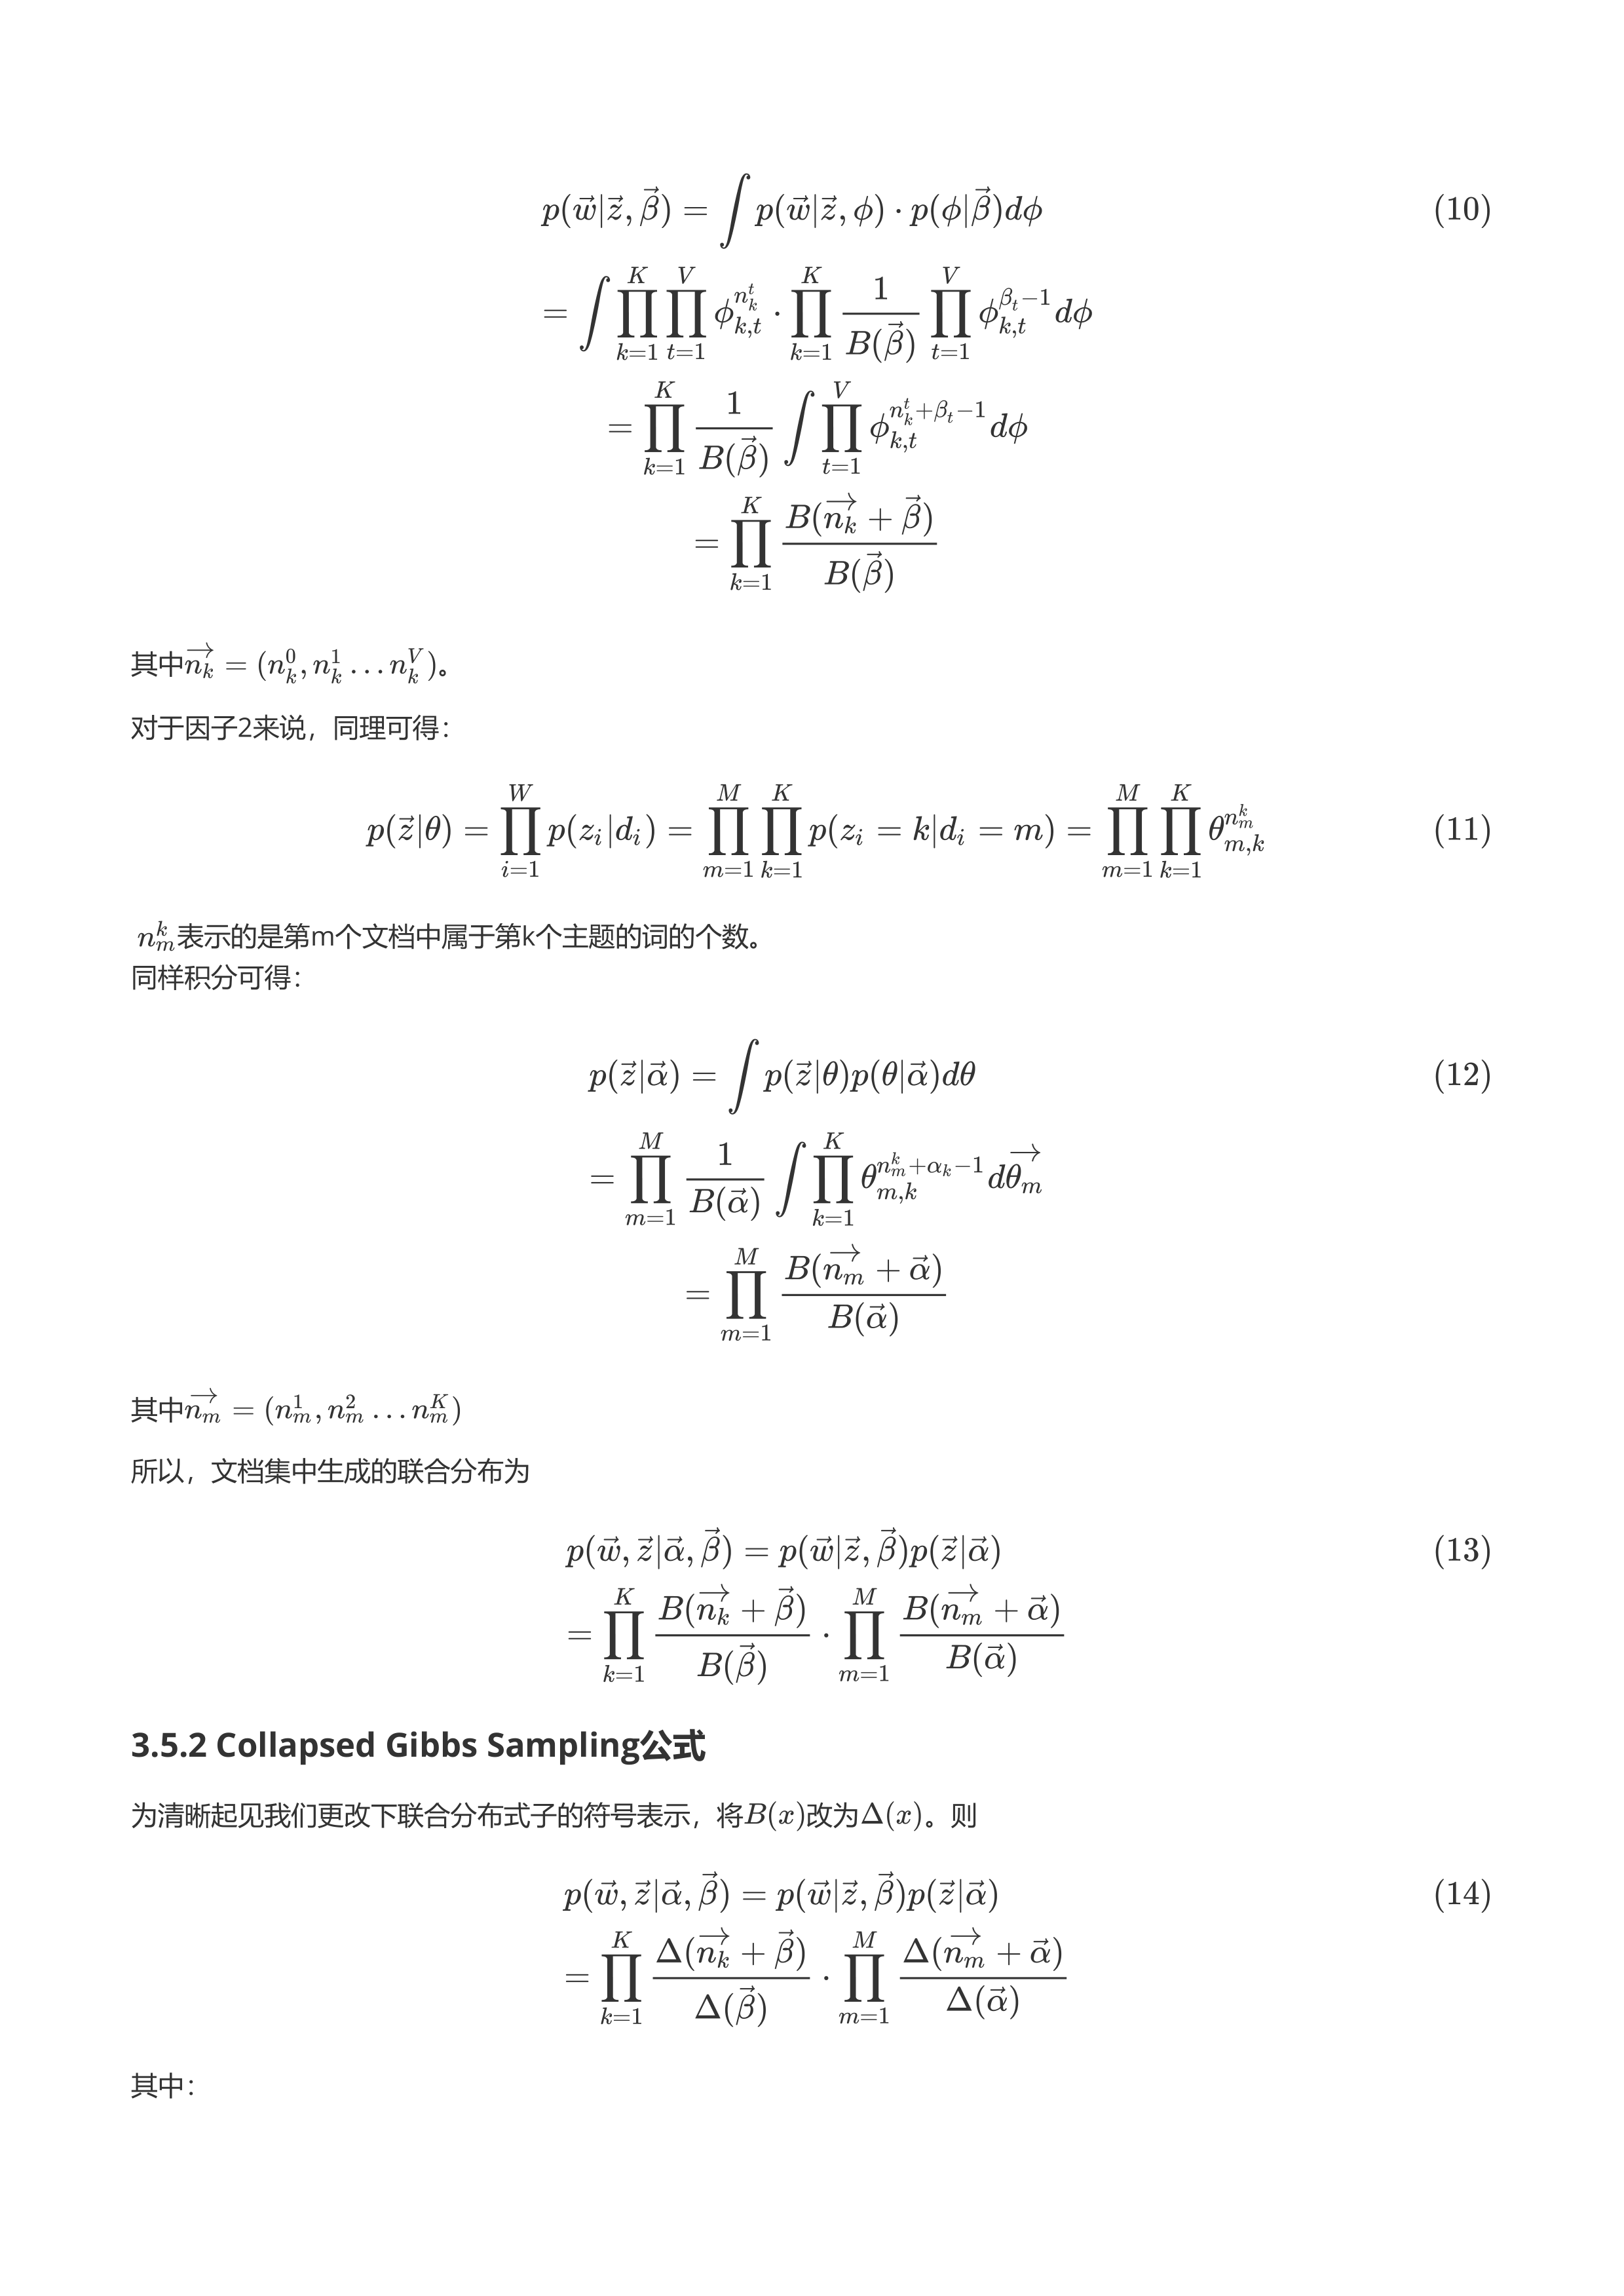 $p(\vec{w}|\vec{z},\vec{\beta}) = \int p(\vec{w}|\vec{z},\phi) \cdot p(\phi|\vec{\beta})d\phi$ (10)
$= \int \prod_{k=1}^{K} \prod_{t=1}^{V} \phi_{k,t}^{n_k^t} \cdot \prod_{k=1}^{K} \frac{1}{B(\vec{\beta})} \prod_{t=1}^{V} \phi_{k,t}^{\beta_t-1} d\phi$
$= \prod_{k=1}^{K} \frac{1}{B(\vec{\beta})} \int \prod_{t=1}^{V} \phi_{k,t}^{n_k^t+\beta_t-1} d\phi$
$= \prod_{k=1}^{K} \frac{B(\overrightarrow{n_k}+\vec{\beta})}{B(\vec{\beta})}$
其中$\overrightarrow{n_k} = (n_k^0, n_k^1 \ldots n_k^V)$。
对于因子2来说，同理可得：
$p(\vec{z}|\theta) = \prod_{i=1}^{W} p(z_i|d_i) = \prod_{m=1}^{M} \prod_{k=1}^{K} p(z_i = k|d_i = m) = \prod_{m=1}^{M} \prod_{k=1}^{K} \theta_{m,k}^{n_m^k}$ (11)
$n_m^k$表示的是第m个文档中属于第k个主题的词的个数。
同样积分可得：
$p(\vec{z}|\vec{\alpha}) = \int p(\vec{z}|\theta)p(\theta|\vec{\alpha})d\theta$ (12)
$= \prod_{m=1}^{M} \frac{1}{B(\vec{\alpha})} \int \prod_{k=1}^{K} \theta_{m,k}^{n_m^k+\alpha_k-1} d\overrightarrow{\theta_m}$
$= \prod_{m=1}^{M} \frac{B(\overrightarrow{n_m}+\vec{\alpha})}{B(\vec{\alpha})}$
其中$\overrightarrow{n_m} = (n_m^1, n_m^2 \ldots n_m^K)$
所以，文档集中生成的联合分布为
$p(\vec{w},\vec{z}|\vec{\alpha},\vec{\beta}) = p(\vec{w}|\vec{z},\vec{\beta})p(\vec{z}|\vec{\alpha})$ (13)
$= \prod_{k=1}^{K} \frac{B(\overrightarrow{n_k}+\vec{\beta})}{B(\vec{\beta})} \cdot \prod_{m=1}^{M} \frac{B(\overrightarrow{n_m}+\vec{\alpha})}{B(\vec{\alpha})}$
3.5.2 Collapsed Gibbs Sampling公式
为清晰起见我们更改下联合分布式子的符号表示，将$B(x)$改为$\Delta(x)$。则
$p(\vec{w},\vec{z}|\vec{\alpha},\vec{\beta}) = p(\vec{w}|\vec{z},\vec{\beta})p(\vec{z}|\vec{\alpha})$ (14)
$= \prod_{k=1}^{K} \frac{\Delta(\overrightarrow{n_k}+\vec{\beta})}{\Delta(\vec{\beta})} \cdot \prod_{m=1}^{M} \frac{\Delta(\overrightarrow{n_m}+\vec{\alpha})}{\Delta(\vec{\alpha})}$
其中：